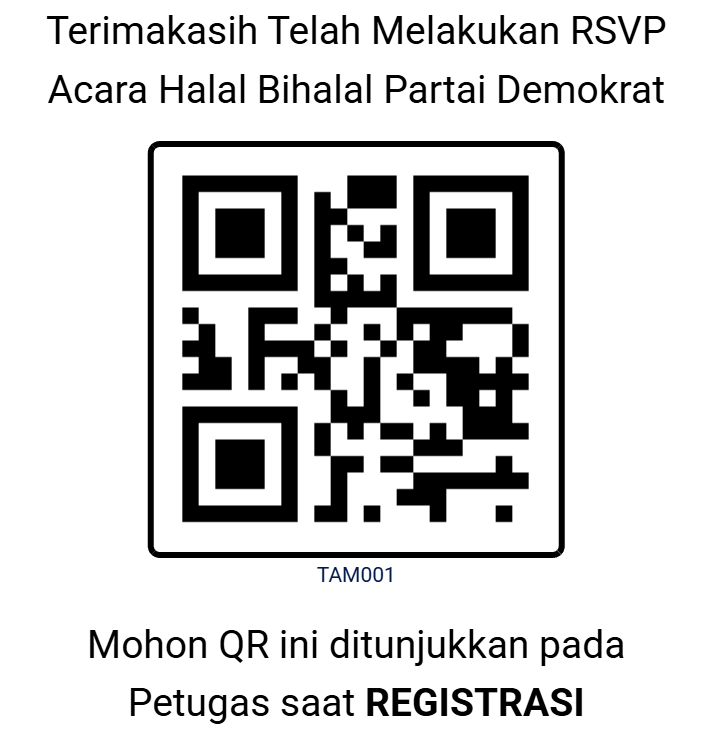 Terimakasih Telah Melakukan RSVP
Acara Halal Bihalal Partai Demokrat
TAM001
Mohon QR ini ditunjukkan pada
Petugas saat REGISTRASI